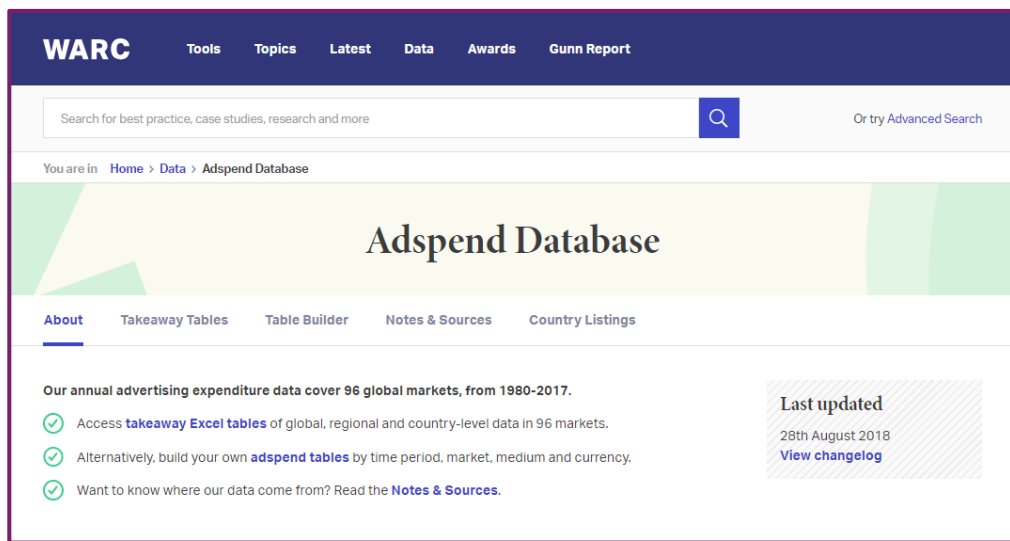 WARC Tools Topics Latest Data Awards Gunn Report
Search for best practice, case studies, research and more
Or try Advanced Search
You are in Home > Data > Adspend Database
Adspend Database
About Takeaway Tables Table Builder Notes & Sources Country Listings
Our annual advertising expenditure data cover 96 global markets, from 1980-2017.
Access takeaway Excel tables of global, regional and country-level data in 96 markets.
Alternatively, build your own adspend tables by time period, market, medium and currency.
Want to know where our data come from? Read the Notes & Sources.
Last updated
28th August 2018
View changelog